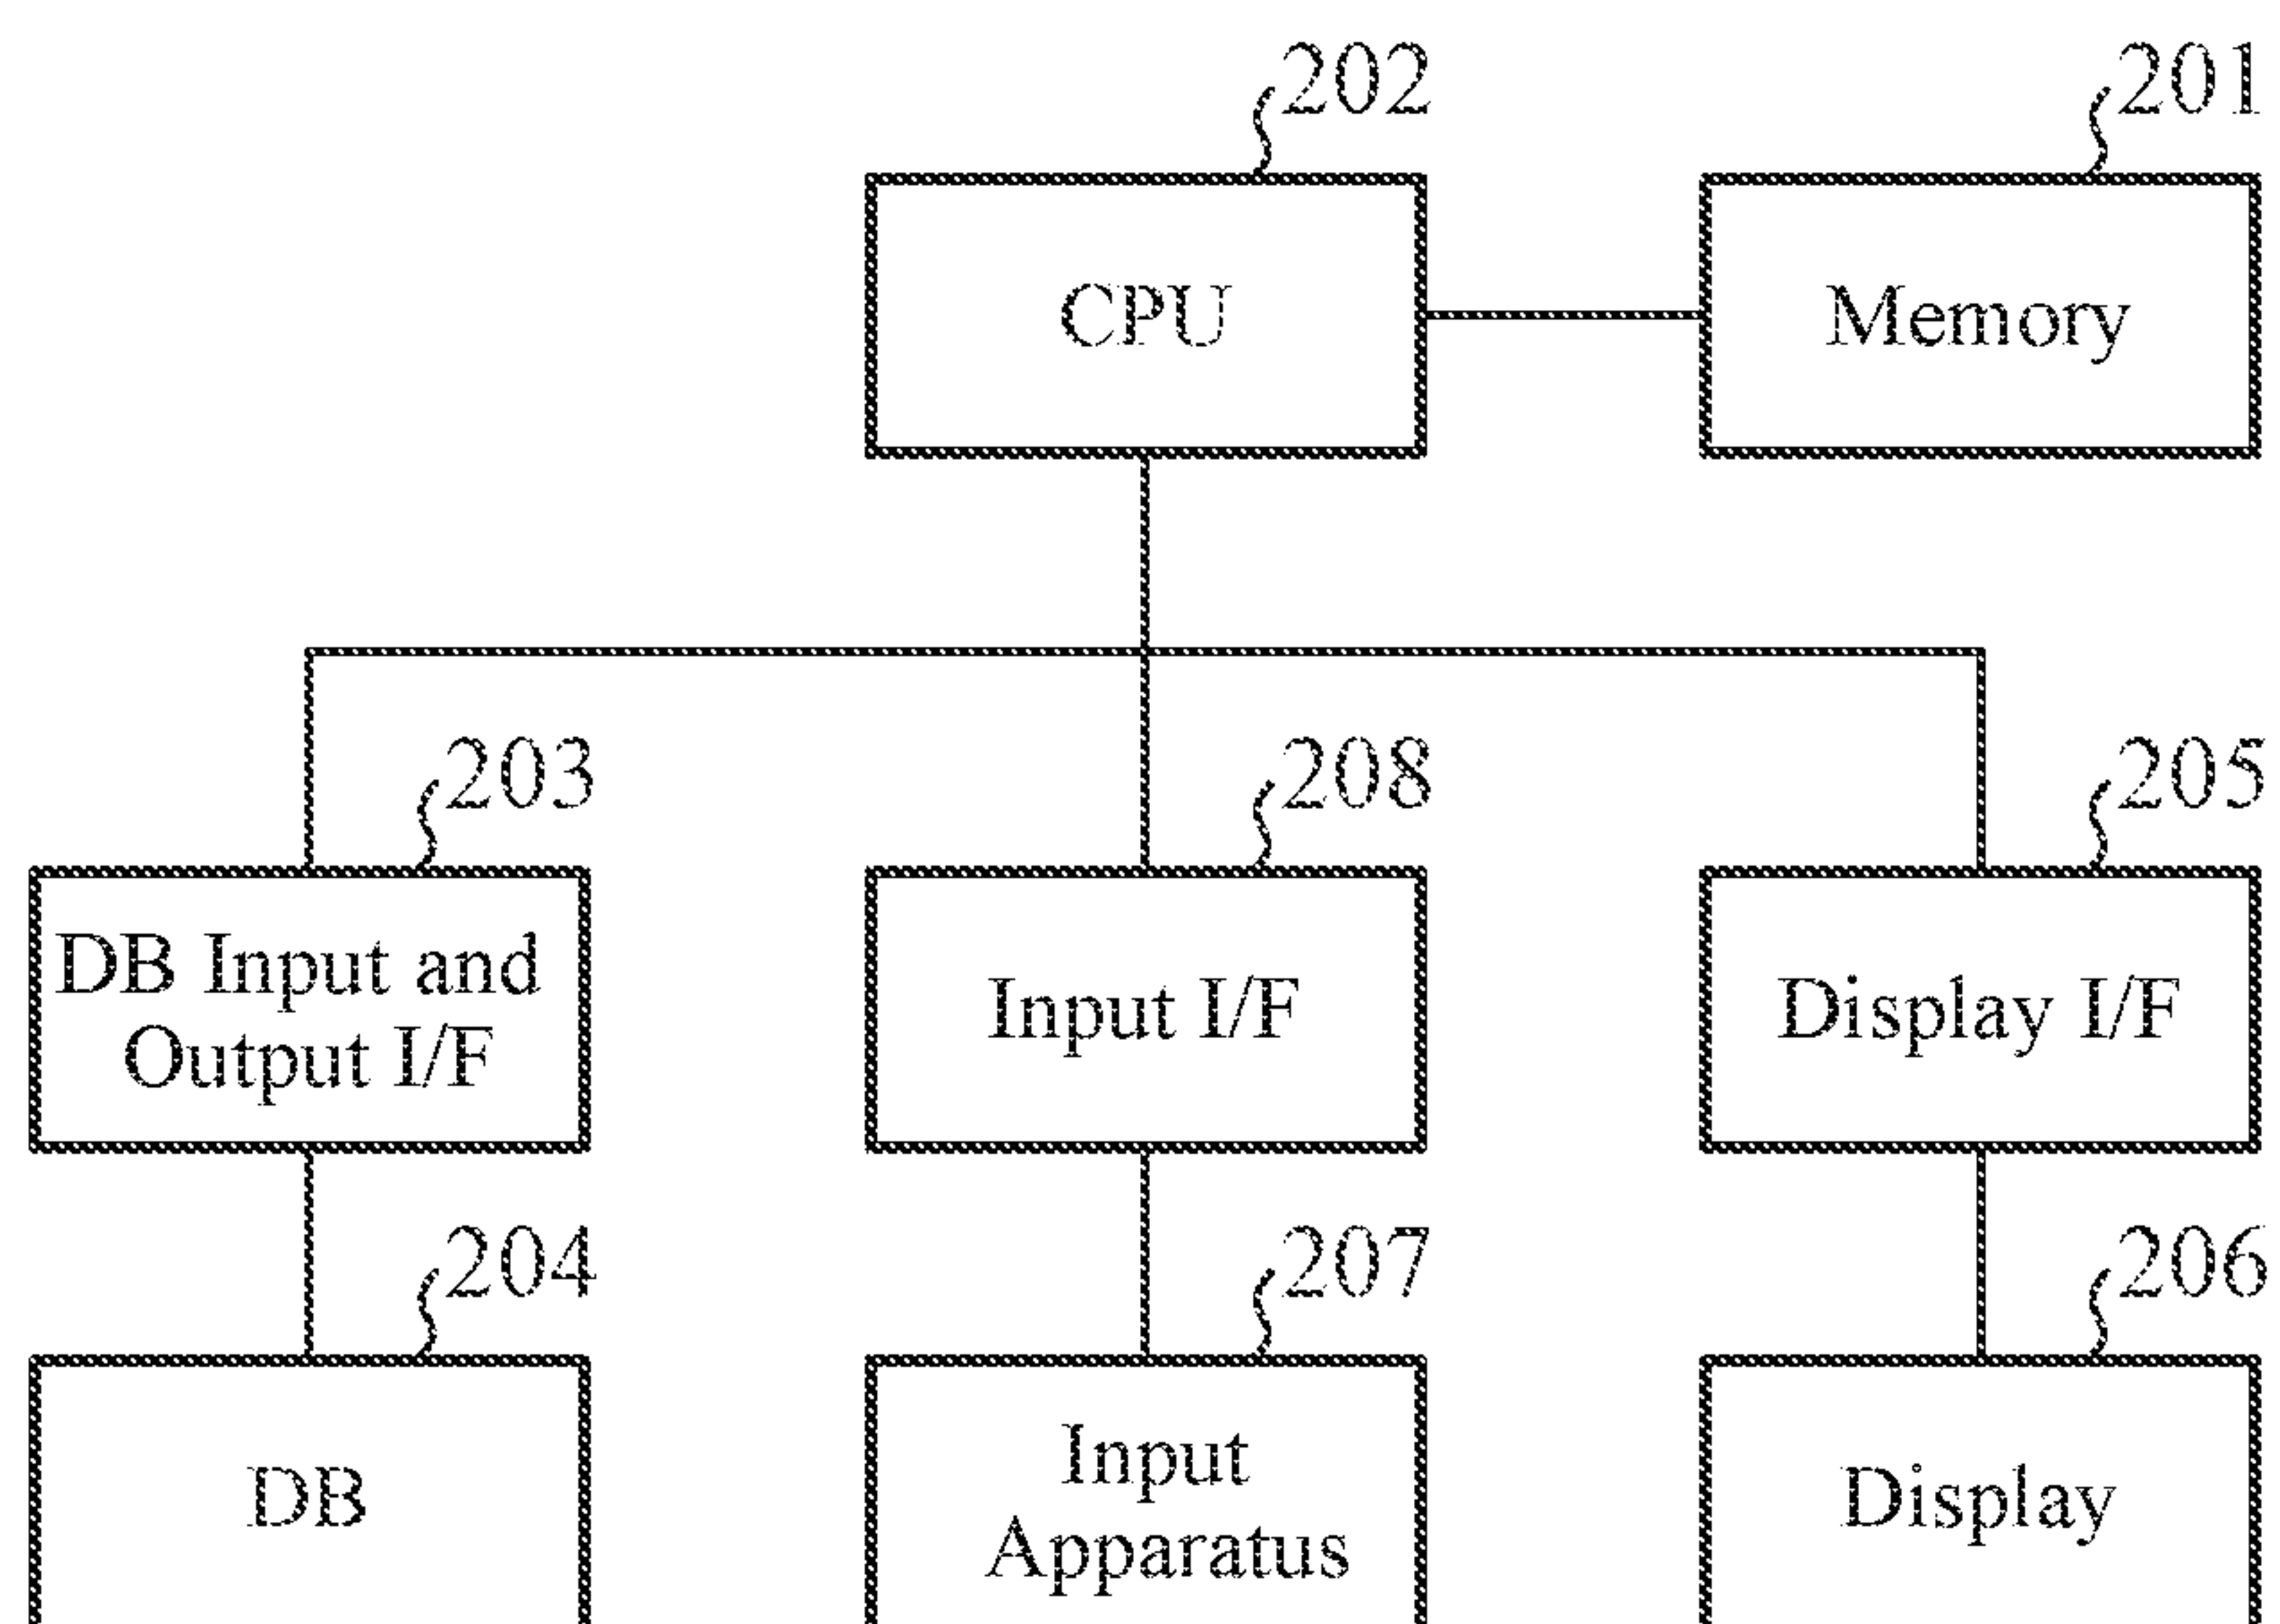 202
201
CPU
Memory
203
208
205
DB Input and
Output I/F
Input I/F
Display I/F
204
207
206
DB
Input
Apparatus
Display